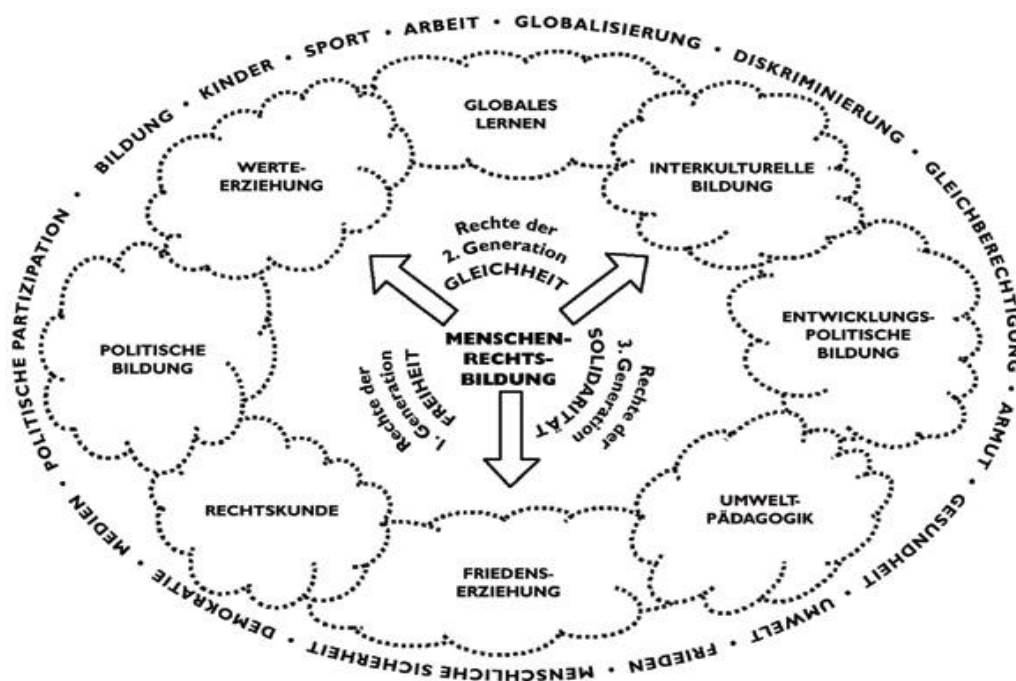 POLITISCHE PARTIZIPATION • BILDUNG • KINDER • SPORT • ARBEIT • GLOBALISIERUNG • DISKRIMINIERUNG • GLEICHBERECHTIGUNG • ARMUT • GESUNDHEIT • UMWELT • FRIEDEN • MENSCHLICHE SICHERHEIT • DEMOKRATIE • MEDIEN •
GLOBALES
LERNEN
WERTE-
ERZIEHUNG
INTERKULTURELLE
BILDUNG
Rechte der
2. Generation
GLEICHHEIT
POLITISCHE
BILDUNG
Rechte der
1. Generation
FREIHEIT
MENSCHEN-
RECHTS-
BILDUNG
SOLIDARITÄT
3. Generation
Rechte der
ENTWICKLUNGS-
POLITISCHE
BILDUNG
RECHTSKUNDE
UMWELT-
PÄDAGOGIK
FRIEDENS-
ERZIEHUNG